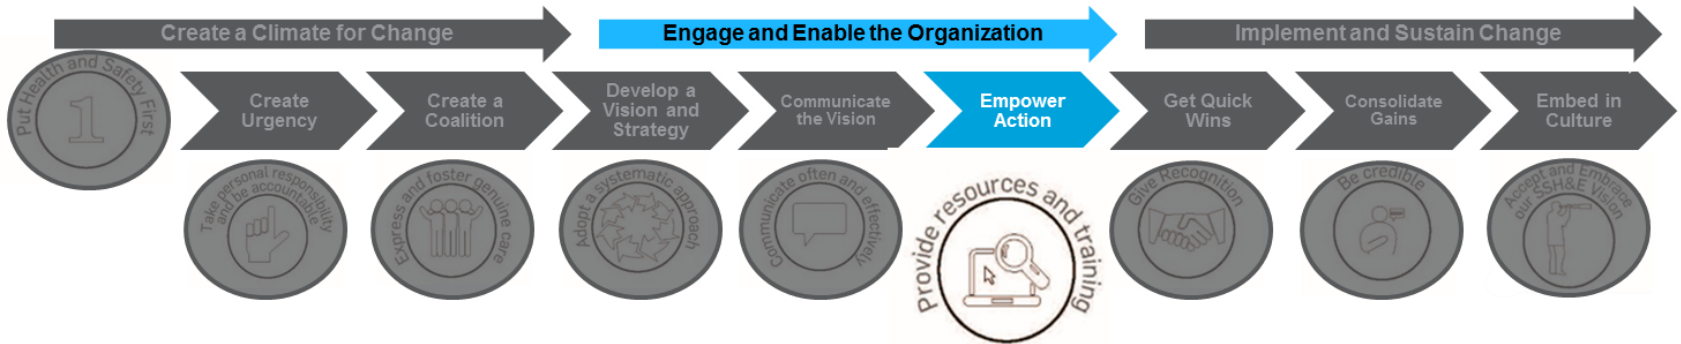 Create a Climate for Change
Engage and Enable the Organization
Implement and Sustain Change
Put Health and Safety First
1
Create
Urgency
Create a
Coalition
Develop a
Vision and
Strategy
Communicate
the Vision
Empower
Action
Get Quick
Wins
Consolidate
Gains
Embed in
Culture
Take personal responsibility
and be accountable
Express and foster genuine care
Adopt a systematic approach
Communicate often and effectively
Provide resources and training
Give Recognition
Be credible
Accept and Embrace
our SSH&E Vision